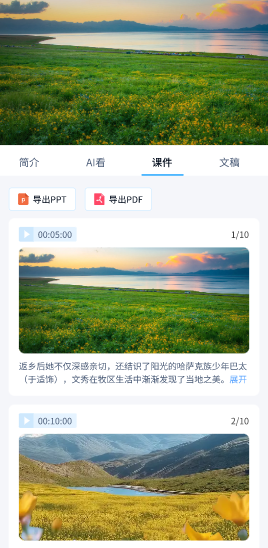 简介
AI看
课件
文稿
导出PPT
导出PDF
00:05:00
1/10
返乡后她不仅深感亲切，还结识了阳光的哈萨克族少年巴太
（于适饰），文秀在牧区生活中渐渐发现了当地之美。展开
00:10:00
2/10